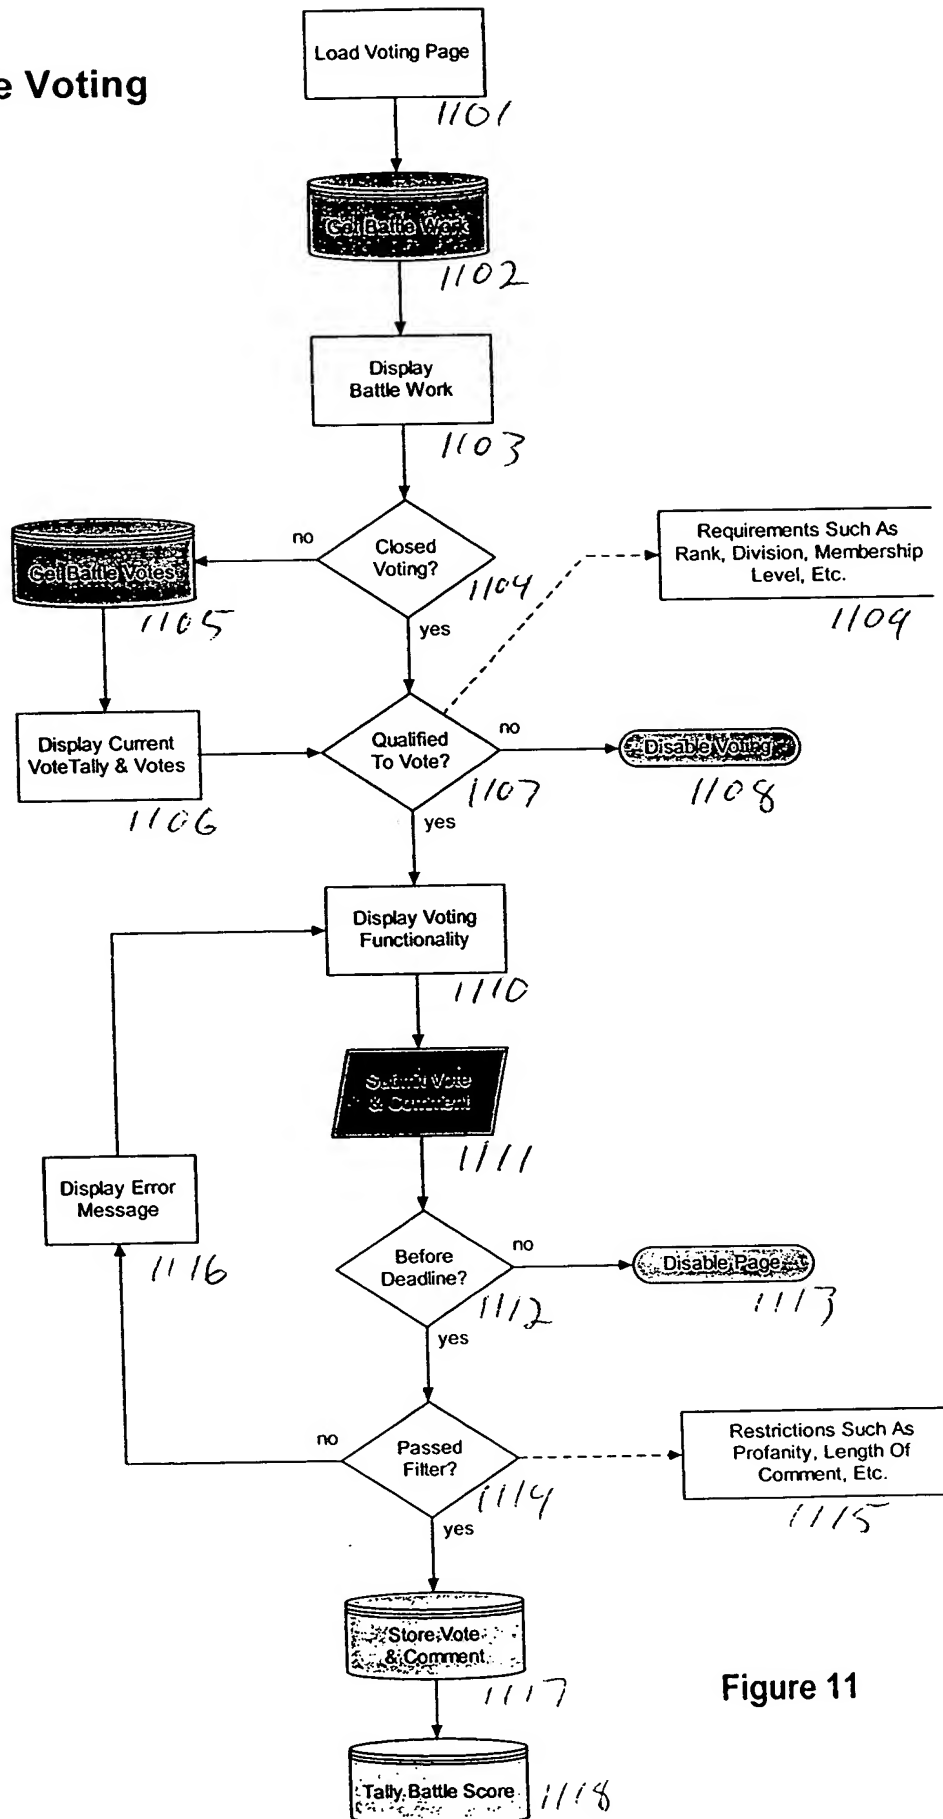 e Voting
Load Voting Page
1101
Get Battle Work
1102
Display
Battle Work
1103
Closed
Voting?
1104
no
yes
Get Battle Votes
1105
Display Current
VoteTally & Votes
1106
Qualified
To Vote?
1107
no
yes
Disable Voting
1108
Requirements Such As
Rank, Division, Membership
Level, Etc.
1109
Display Voting
Functionality
1110
Submit Vote
& Comment
1111
Before
Deadline?
1112
no
yes
Disable Page
1113
Passed
Filter?
1114
no
yes
Restrictions Such As
Profanity, Length Of
Comment, Etc.
1115
Display Error
Message
1116
Store Vote
& Comment
1117
Tally Battle Score
1118
Figure 11